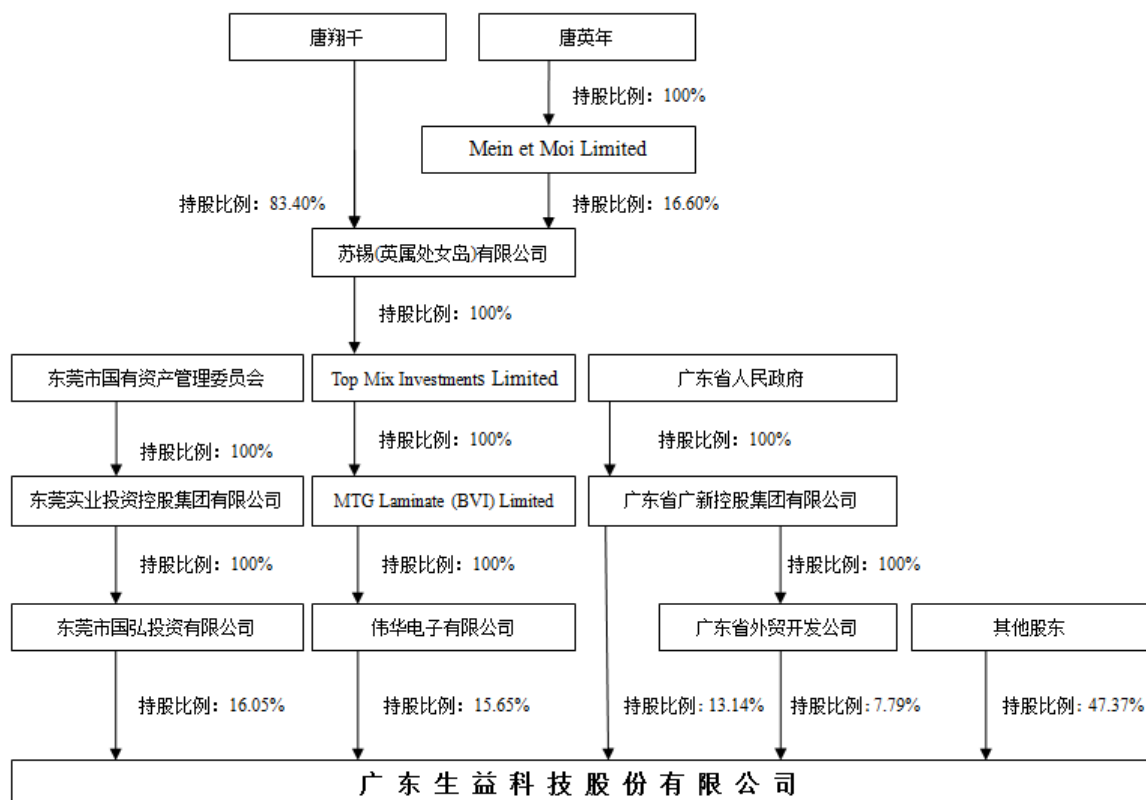 唐翔千
唐英年
持股比例：100%
Mein et Moi Limited
持股比例：83.40%
持股比例：16.60%
苏锡(英属处女岛)有限公司
持股比例：100%
东莞市国有资产管理委员会
Top Mix Investments Limited
广东省人民政府
持股比例：100%
持股比例：100%
持股比例：100%
东莞实业投资控股集团有限公司
MTG Laminate (BVI) Limited
广东省广新控股集团有限公司
持股比例：100%
持股比例：100%
持股比例：100%
东莞市国弘投资有限公司
伟华电子有限公司
广东省外贸开发公司
其他股东
持股比例：16.05%
持股比例：15.65%
持股比例：13.14%
持股比例：7.79%
持股比例：47.37%
广东生益科技股份有限公司